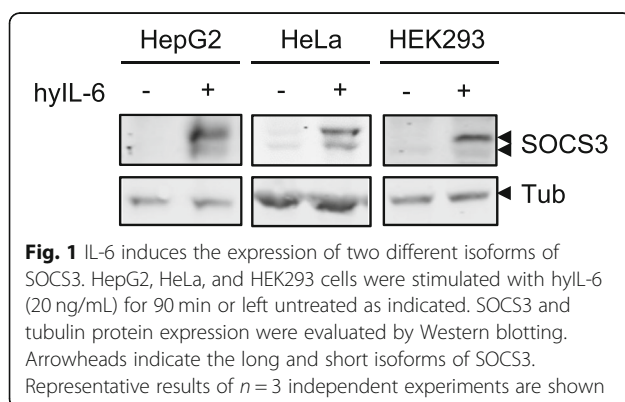 HepG2 HeLa HEK293
hyIL-6 - + - + - +
SOCS3
Tub
Fig. 1 IL-6 induces the expression of two different isoforms of
SOCS3. HepG2, HeLa, and HEK293 cells were stimulated with hyIL-6
(20 ng/mL) for 90 min or left untreated as indicated. SOCS3 and
tubulin protein expression were evaluated by Western blotting.
Arrowheads indicate the long and short isoforms of SOCS3.
Representative results of n = 3 independent experiments are shown